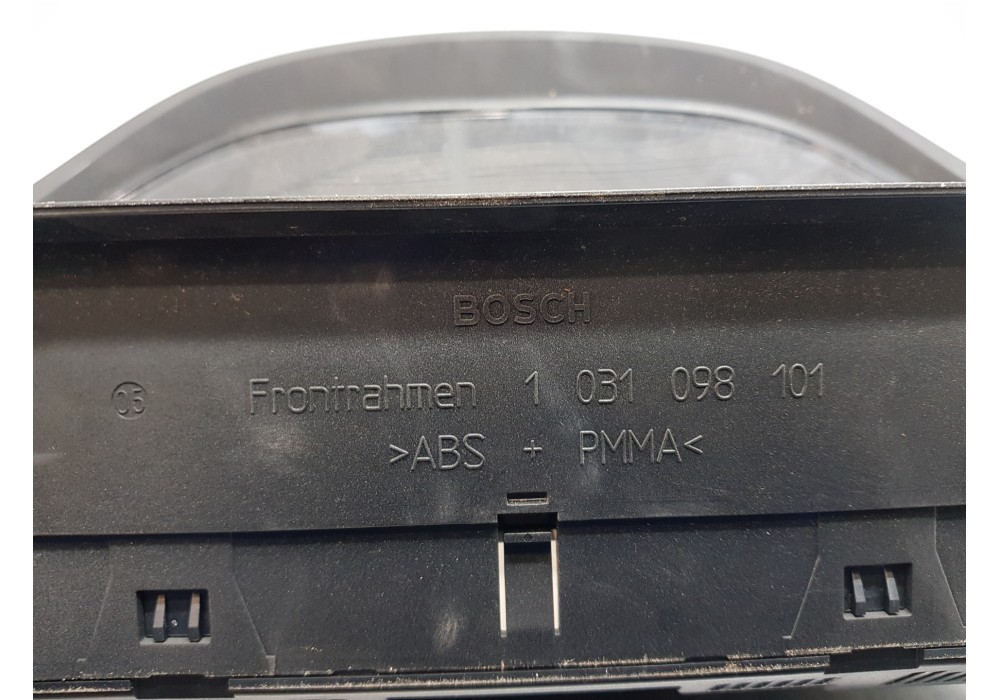 BOSCH
05 Frontrahmen 1 031 098 101
>ABS + PMMA<